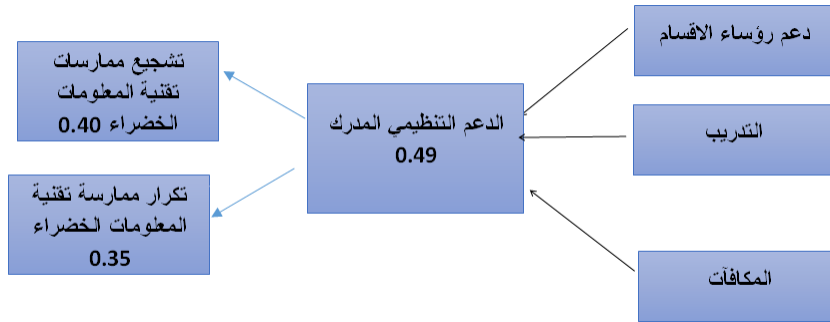 دعم رؤساء الاقسام
التدريب
المكافآت
الدعم التنظيمي المدرك
0.49
تشجيع ممارسات
تقنية المعلومات
الخضراء 0.40
تكرار ممارسة تقنية
المعلومات الخضراء
0.35